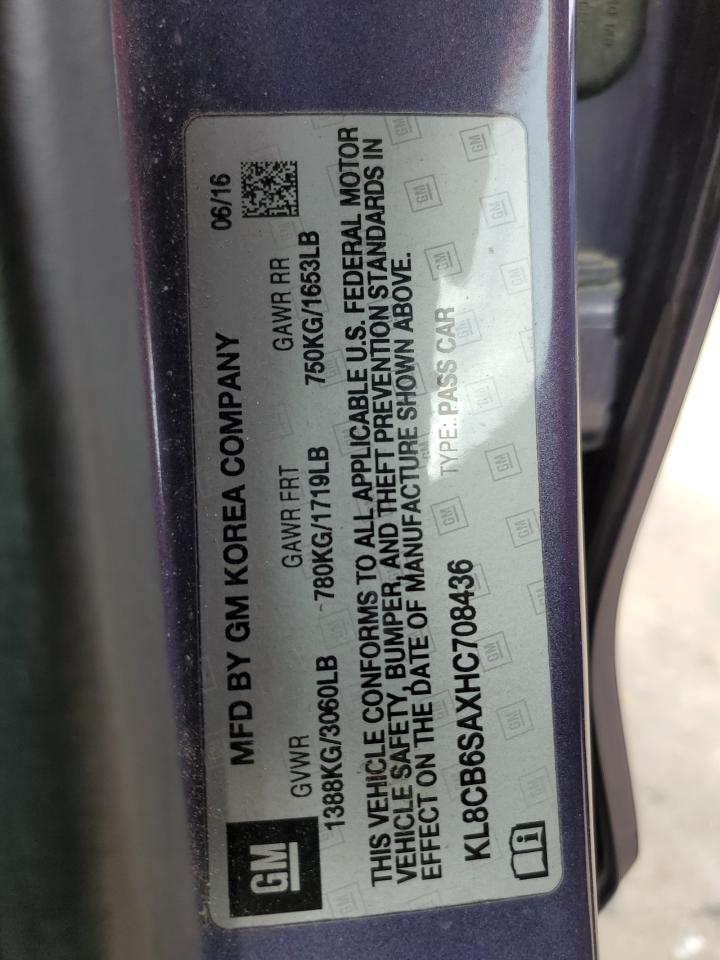 MFD BY GM KOREA COMPANY 06/16
GM
GVWR GAWR FRT GAWR RR
1388KG/3060LB 780KG/1719LB 750KG/1653LB
THIS VEHICLE CONFORMS TO ALL APPLICABLE U.S. FEDERAL MOTOR
VEHICLE SAFETY, BUMPER, AND THEFT PREVENTION STANDARDS IN
EFFECT ON THE DATE OF MANUFACTURE SHOWN ABOVE.
KL8CB6SAXHC708436 TYPE: PASS CAR